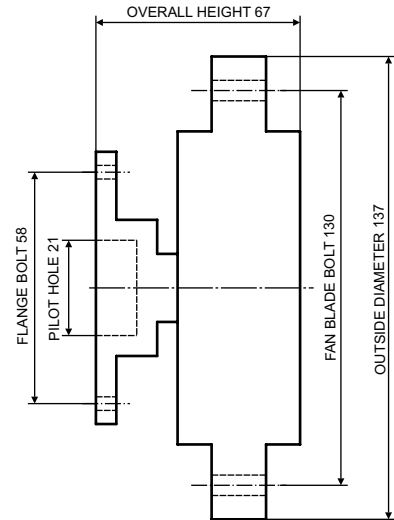 OVERALL HEIGHT 67
FLANGE BOLT 58
PILOT HOLE 21
FAN BLADE BOLT 130
OUTSIDE DIAMETER 137